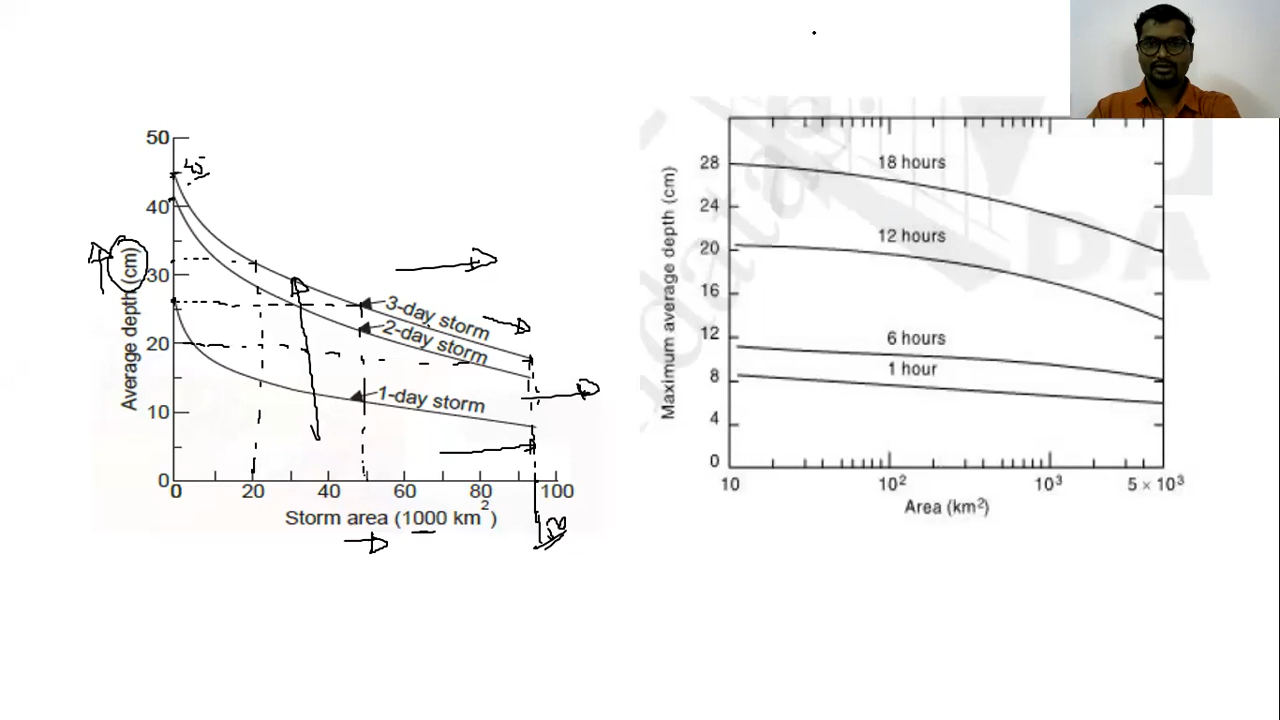 50
45
40
30
20
10
0
Average depth (cm)
3-day storm
2-day storm
1-day storm
0 20 40 60 80 100
Storm area (1000 km²)
28
24
20
16
12
8
4
0
Maximum average depth (cm)
18 hours
12 hours
6 hours
1 hour
10 10² 10³ 5 × 10³
Area (km²)
DA